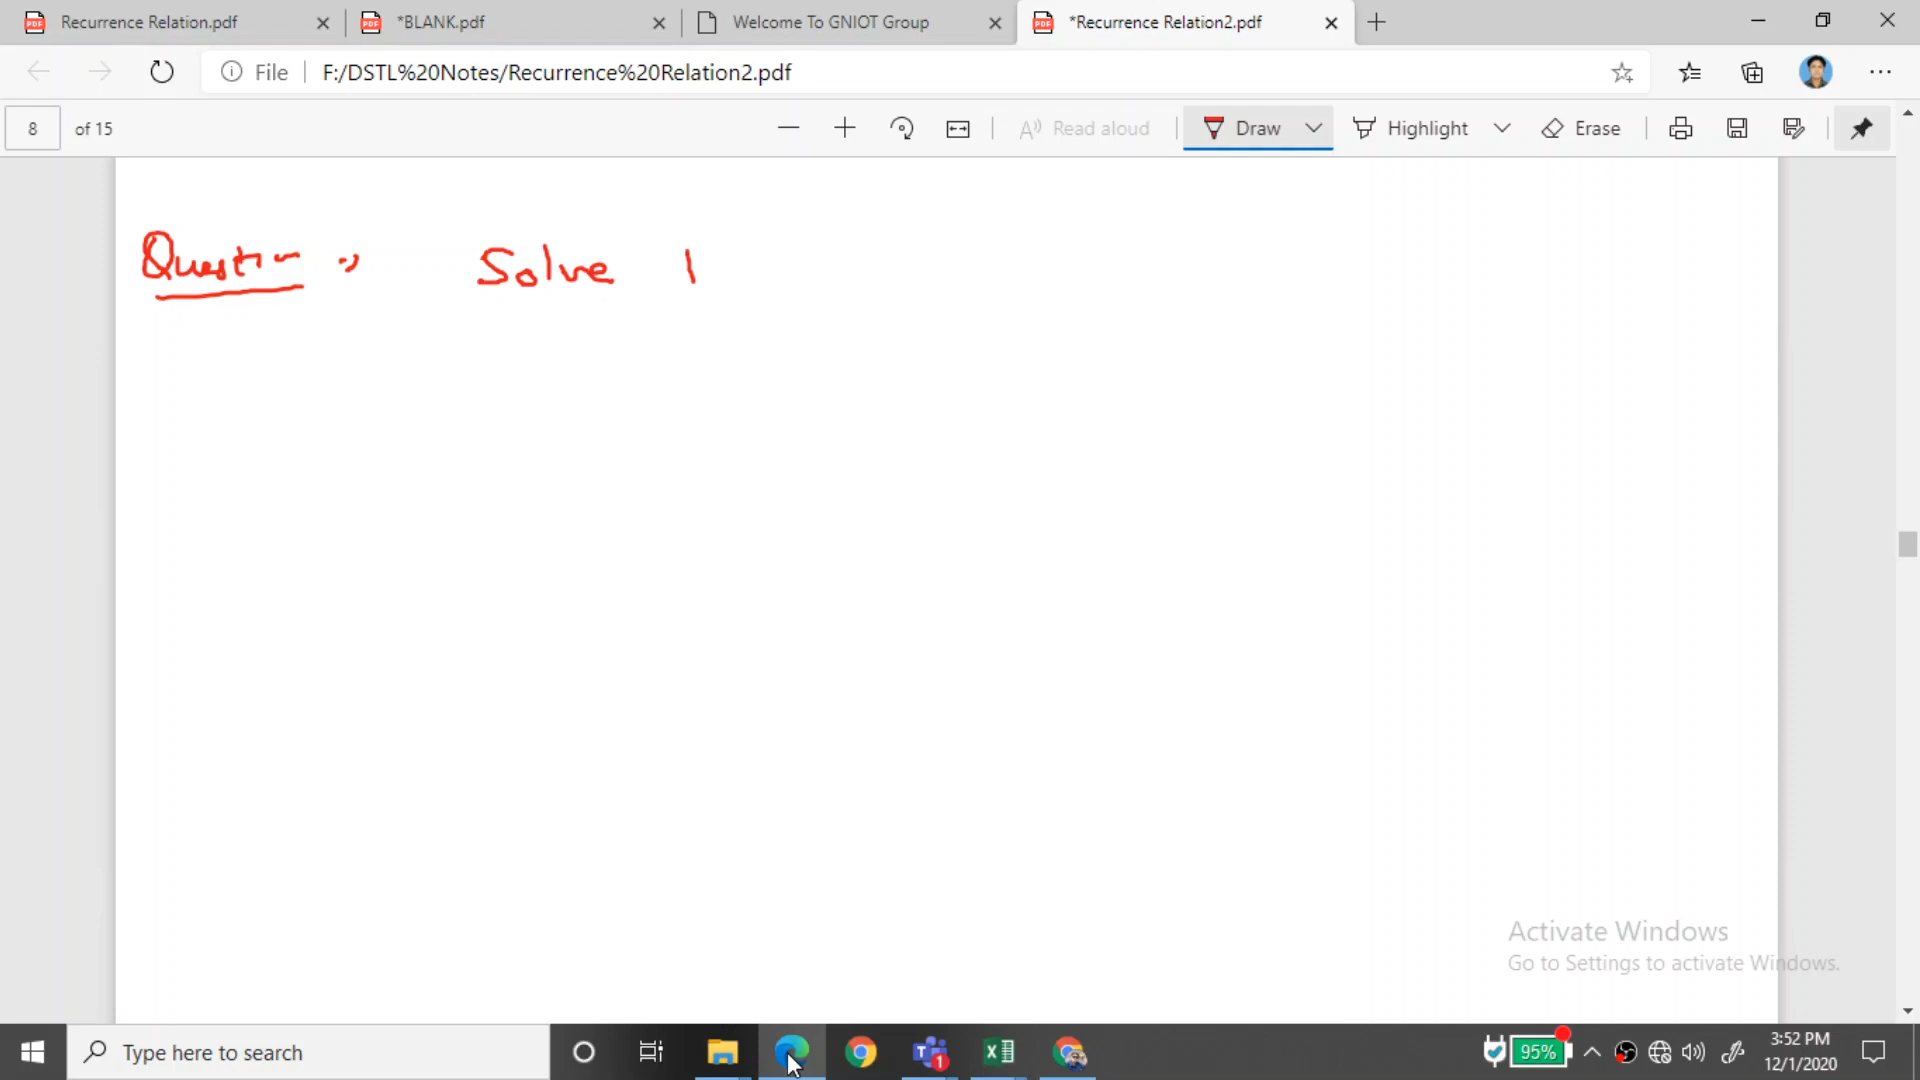 Recurrence Relation.pdf *BLANK.pdf Welcome To GNIOT Group *Recurrence Relation2.pdf
File F:/DSTL%20Notes/Recurrence%20Relation2.pdf
8 of 15 Read aloud Draw Highlight Erase
Question :) Solve
Activate Windows
Go to Settings to activate Windows.
Type here to search
1
95%
3:52 PM
12/1/2020